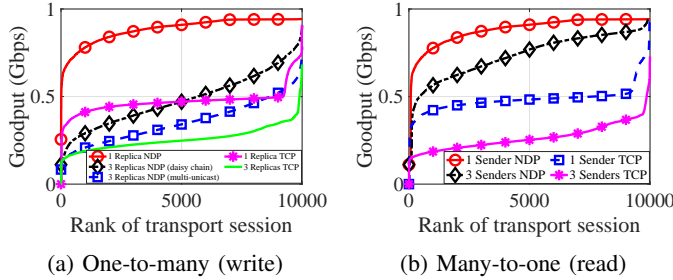 Goodput (Gbps)
1
0.5
0
0
5000
10000
1 Replica NDP
3 Replicas NDP (daisy chain)
3 Replicas NDP (multi-unicast)
1 Replica TCP
3 Replicas TCP
Rank of transport session
(a) One-to-many (write)
Goodput (Gbps)
1
0.5
0
0
5000
10000
1 Sender NDP
3 Senders NDP
1 Sender TCP
3 Senders TCP
Rank of transport session
(b) Many-to-one (read)